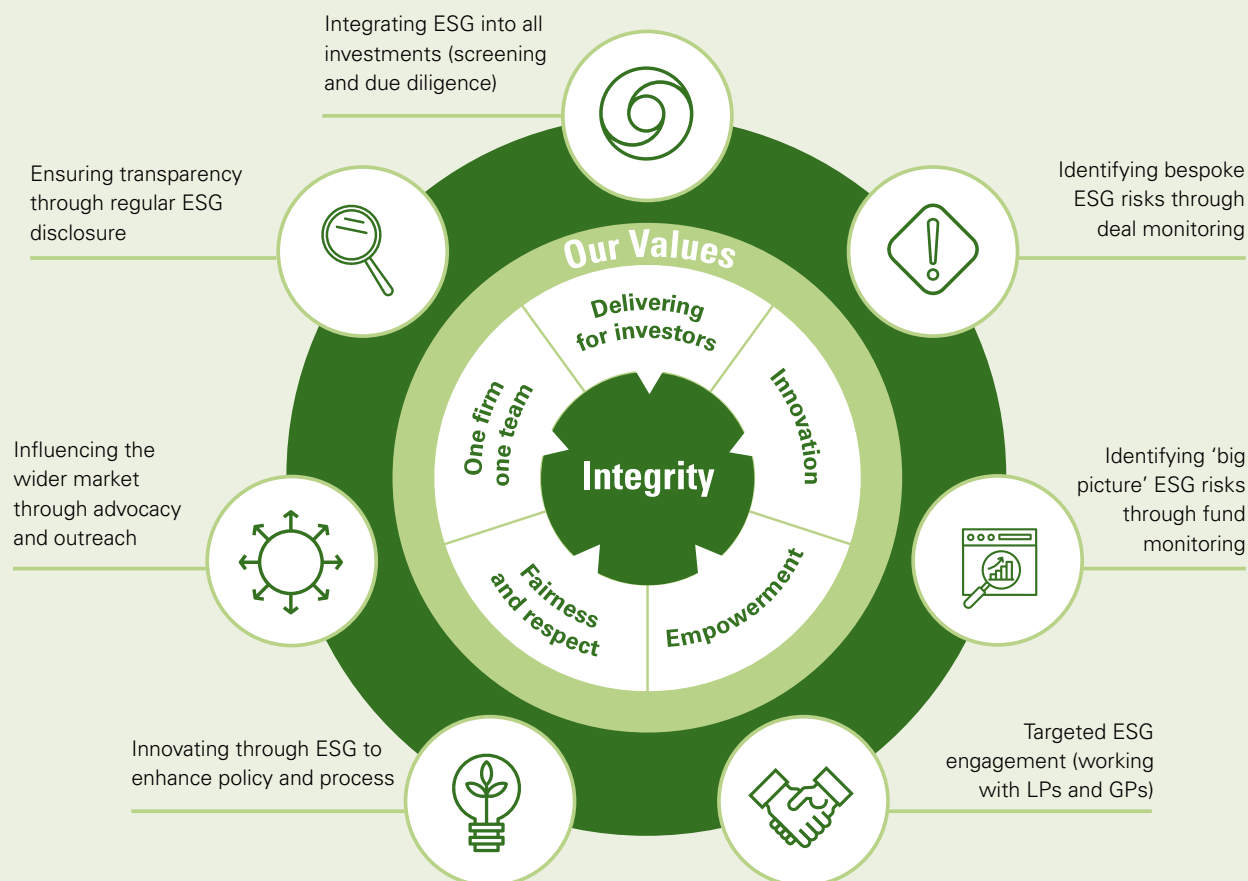 Integrating ESG into all
investments (screening
and due diligence)
Ensuring transparency
through regular ESG
disclosure
Identifying bespoke
ESG risks through
deal monitoring
Our Values
Delivering
for investors
One firm
one team
Innovation
Integrity
Influencing the
wider market
through advocacy
and outreach
Identifying ‘big
picture’ ESG risks
through fund
monitoring
Fairness
and respect
Empowerment
Innovating through ESG to
enhance policy and process
Targeted ESG
engagement (working
with LPs and GPs)